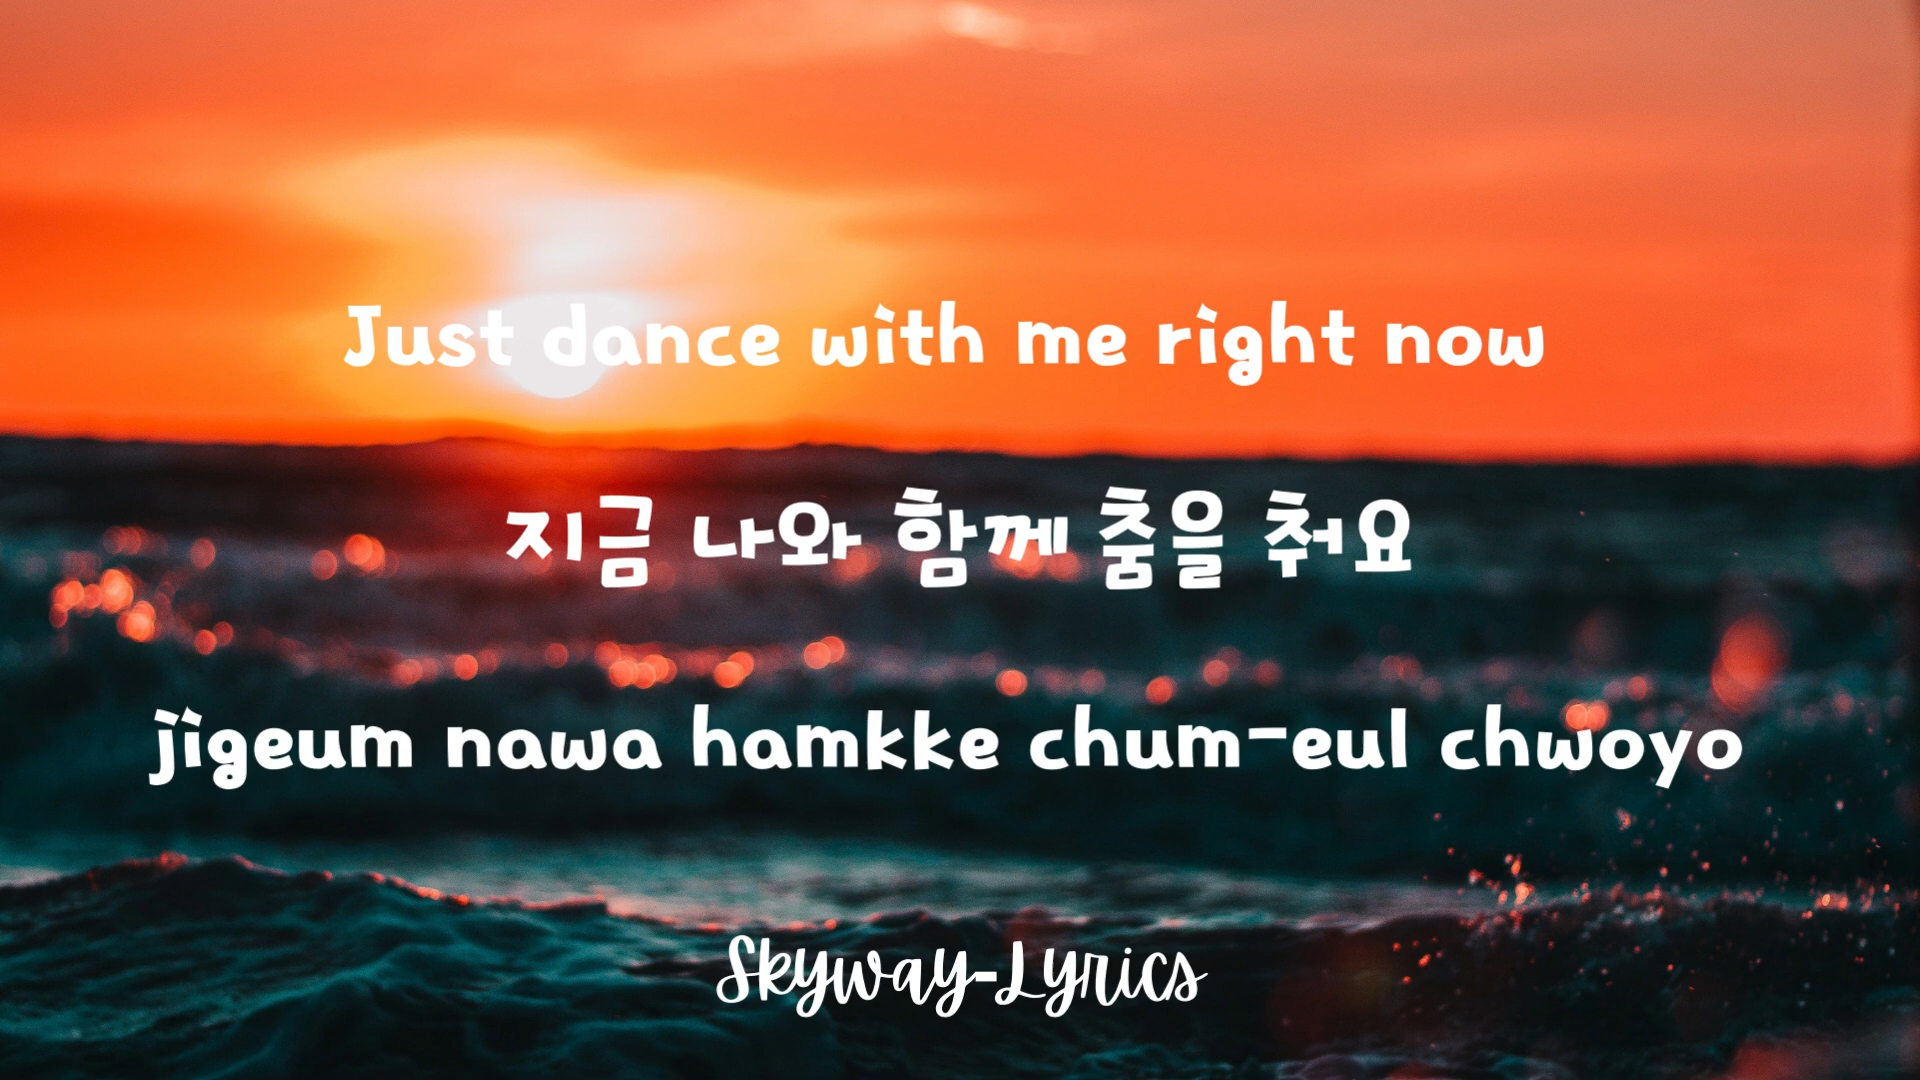 Just dance with me right now
지금 나와 함께 춤을 춰요
jigeum nawa hamkke chum-eul chwoyo
Skyway-Lyrics